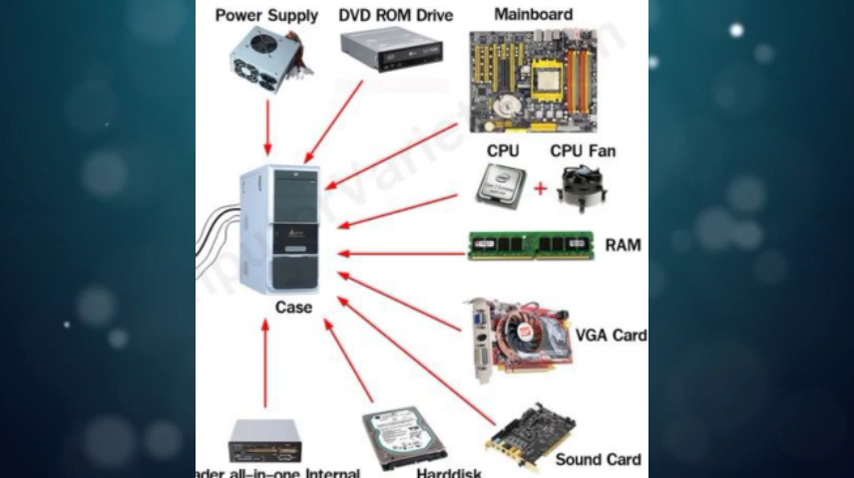 Power Supply
DVD ROM Drive
Mainboard
CPU
CPU Fan
+
RAM
Case
VGA Card
Sound Card
ader all-in-one Internal
Harddisk